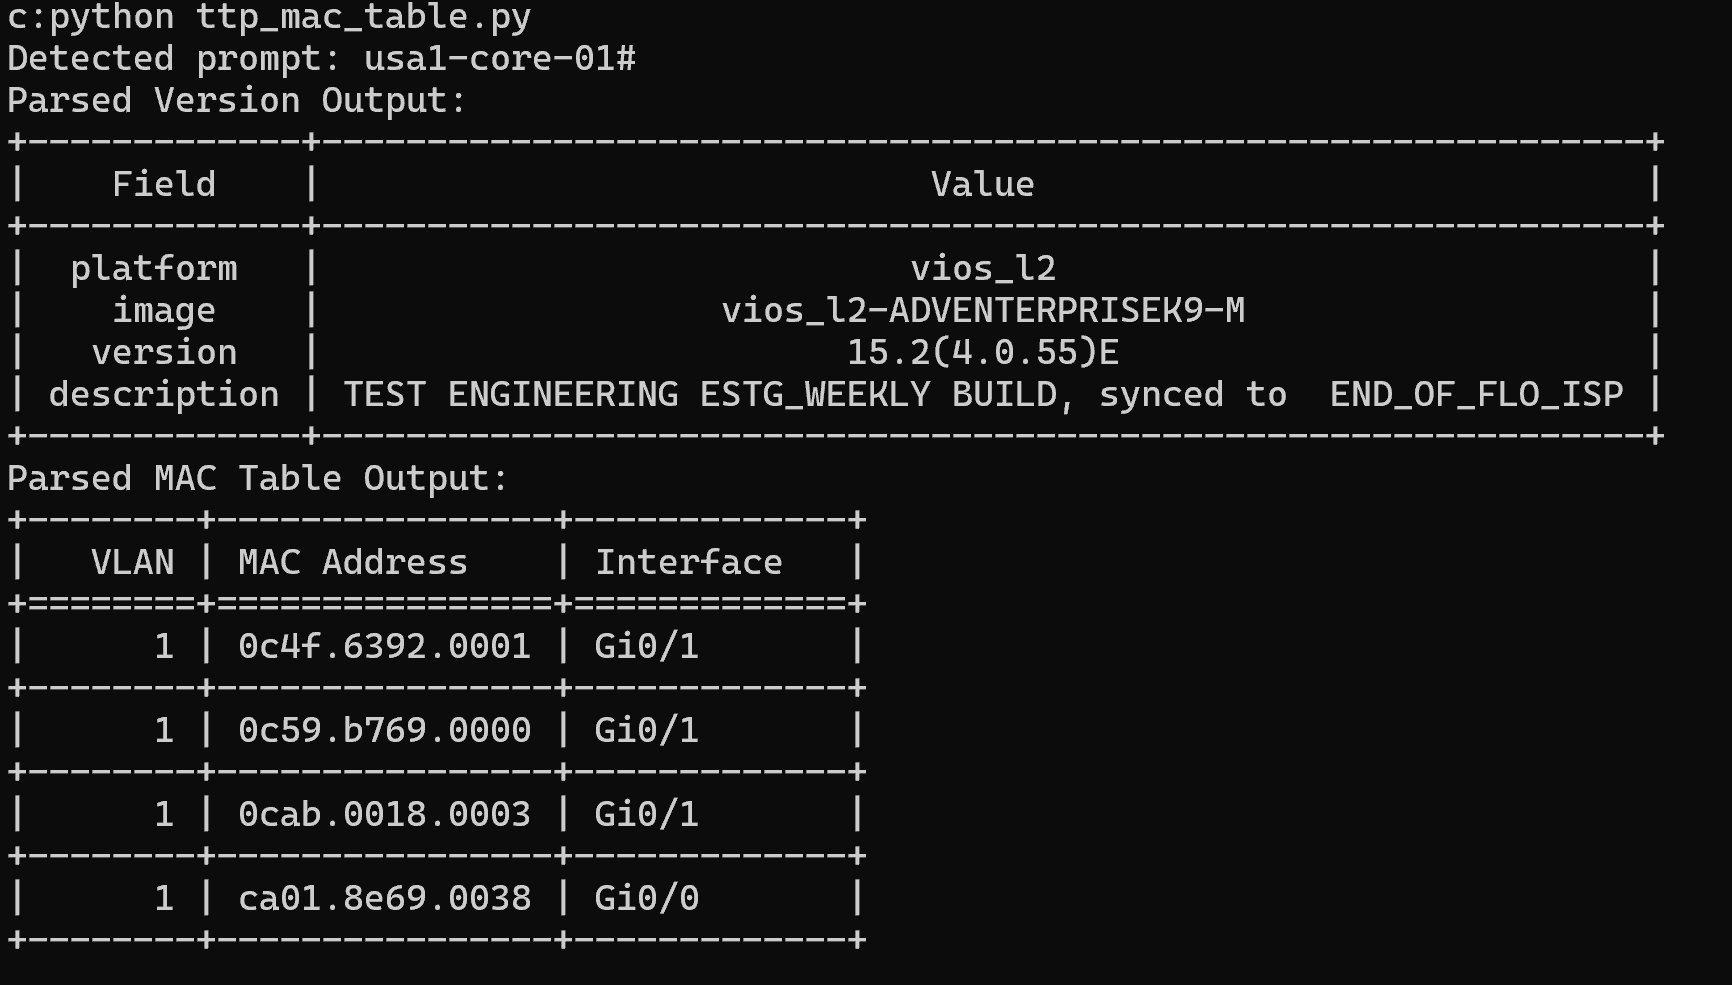 c:python ttp_mac_table.py
Detected prompt: usa1-core-01#
Parsed Version Output:
+-------------+---------------------------------------------------------------+
|    Field    |                             Value                             |
+-------------+---------------------------------------------------------------+
|   platform   |                            vios_l2                            |
|    image    |                   vios_l2-ADVENTERPRISEK9-M                   |
|   version   |                         15.2(4.0.55)E                         |
| description | TEST ENGINEERING ESTG_WEEKLY BUILD, synced to  END_OF_FLO_ISP |
+-------------+---------------------------------------------------------------+
Parsed MAC Table Output:
+--------+----------------+-------------+
|   VLAN | MAC Address    | Interface   |
+========+================+=============+
|      1 | 0c4f.6392.0001 | Gi0/1       |
+--------+----------------+-------------+
|      1 | 0c59.b769.0000 | Gi0/1       |
+--------+----------------+-------------+
|      1 | 0cab.0018.0003 | Gi0/1       |
+--------+----------------+-------------+
|      1 | ca01.8e69.0038 | Gi0/0       |
+--------+----------------+-------------+